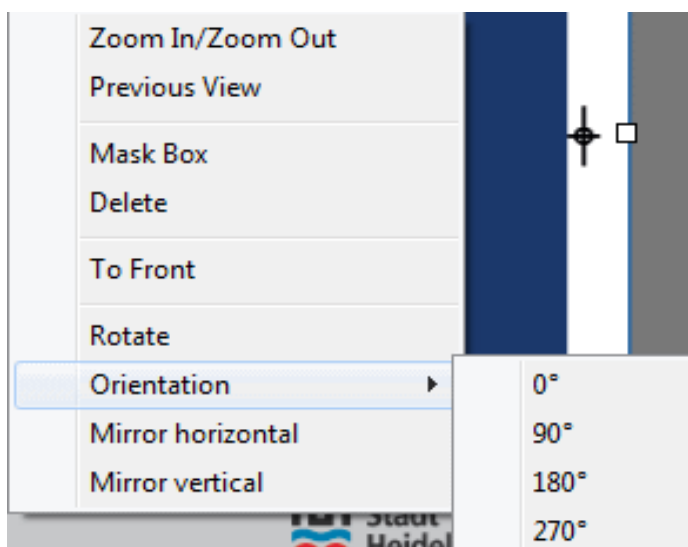 Zoom In/Zoom Out
Previous View
Mask Box
Delete
To Front
Rotate
Orientation
Mirror horizontal
Mirror vertical
0°
90°
180°
270°
Stadt